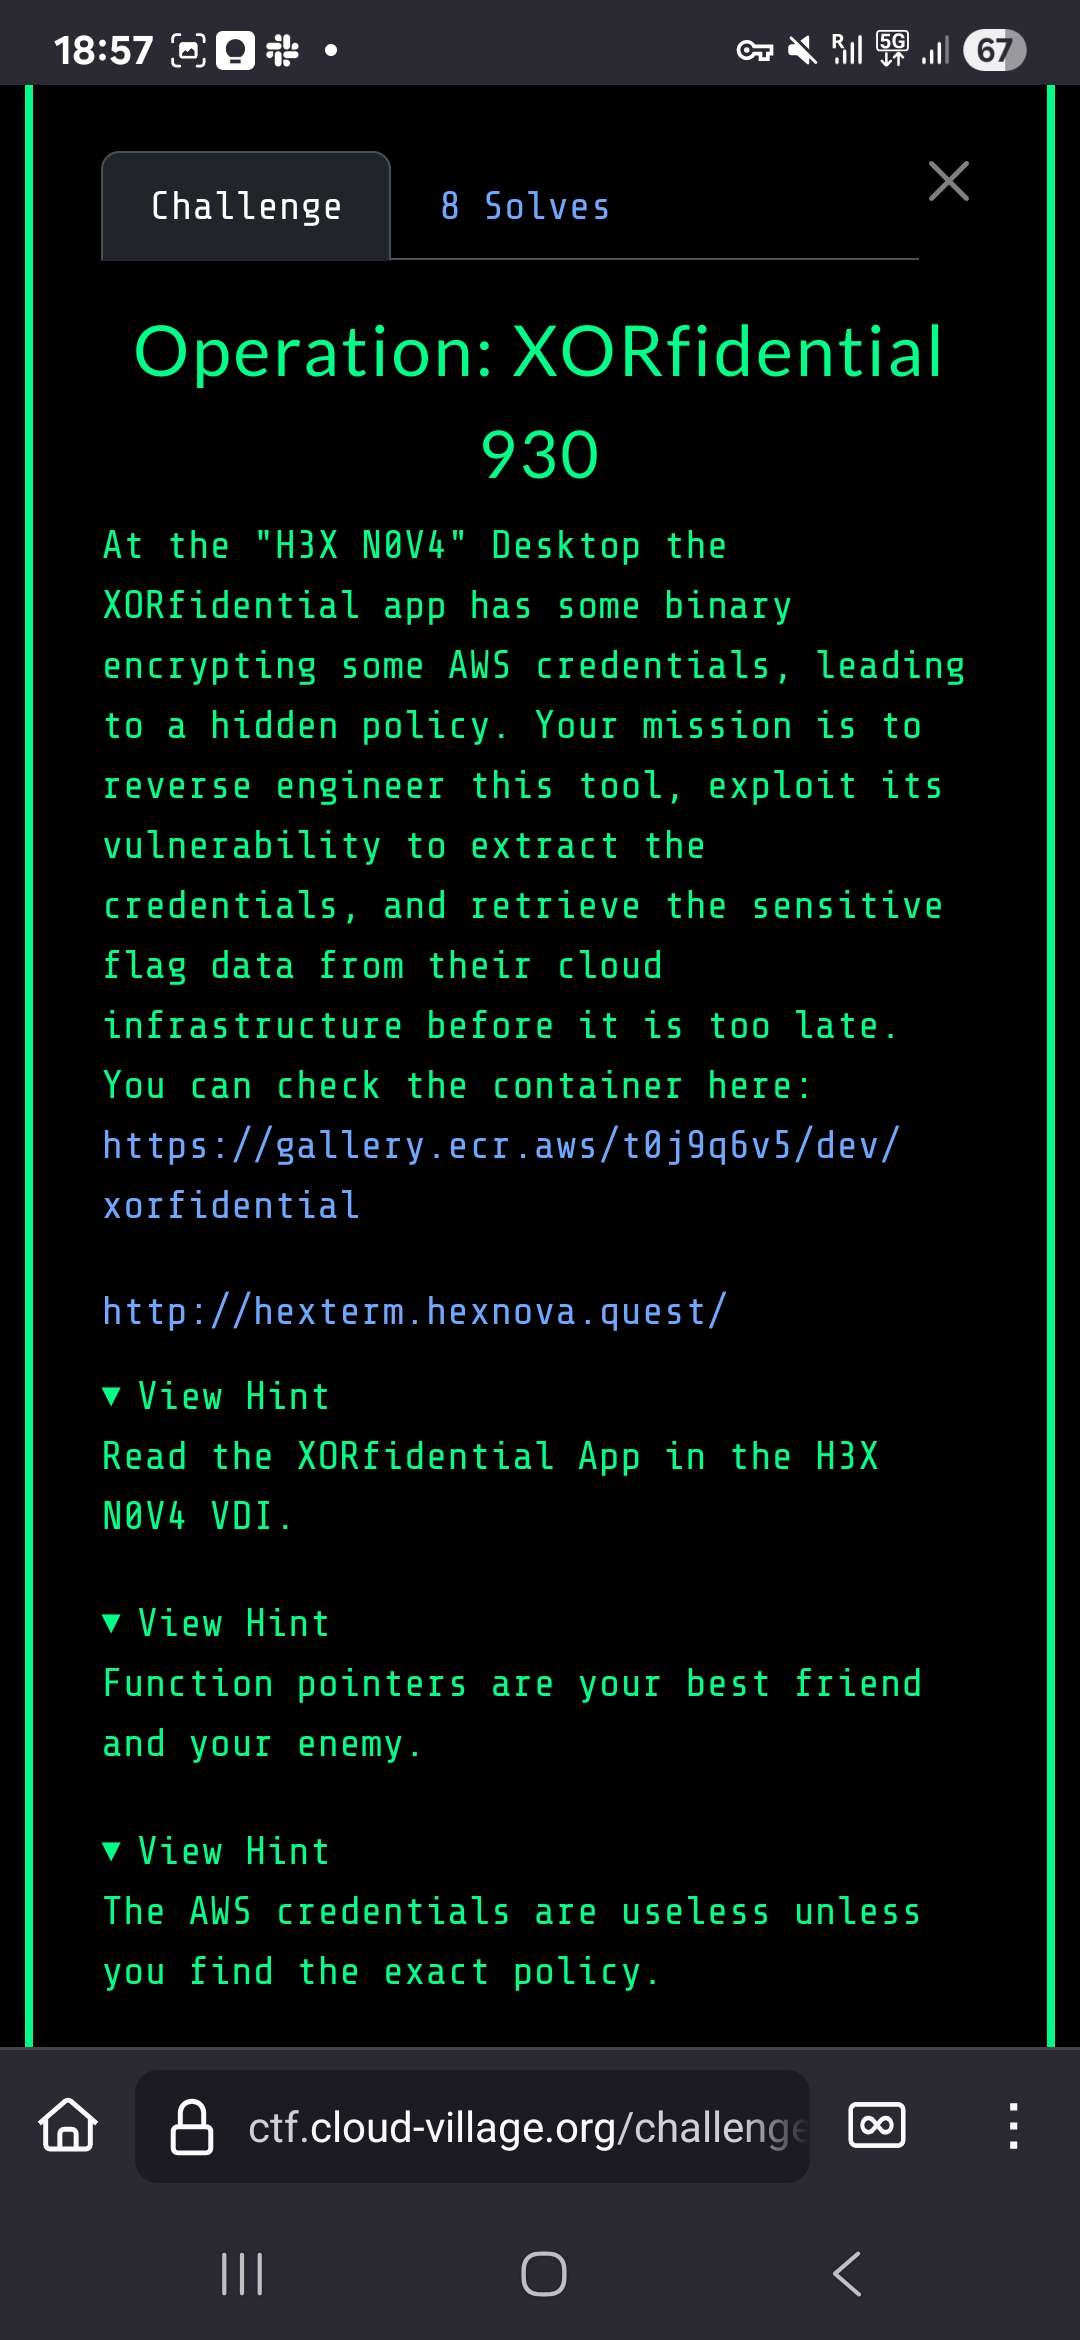 18:57
R
5G
67
Challenge
8 Solves
Operation: XORfidential
930
At the "H3X N0V4" Desktop the
XORfidential app has some binary
encrypting some AWS credentials, leading
to a hidden policy. Your mission is to
reverse engineer this tool, exploit its
vulnerability to extract the
credentials, and retrieve the sensitive
flag data from their cloud
infrastructure before it is too late.
You can check the container here:
https://gallery.ecr.aws/t0j9q6v5/dev/
xorfidential
http://hexterm.hexnova.quest/
▼ View Hint
Read the XORfidential App in the H3X
N0V4 VDI.
▼ View Hint
Function pointers are your best friend
and your enemy.
▼ View Hint
The AWS credentials are useless unless
you find the exact policy.
ctf.cloud-village.org/challenge